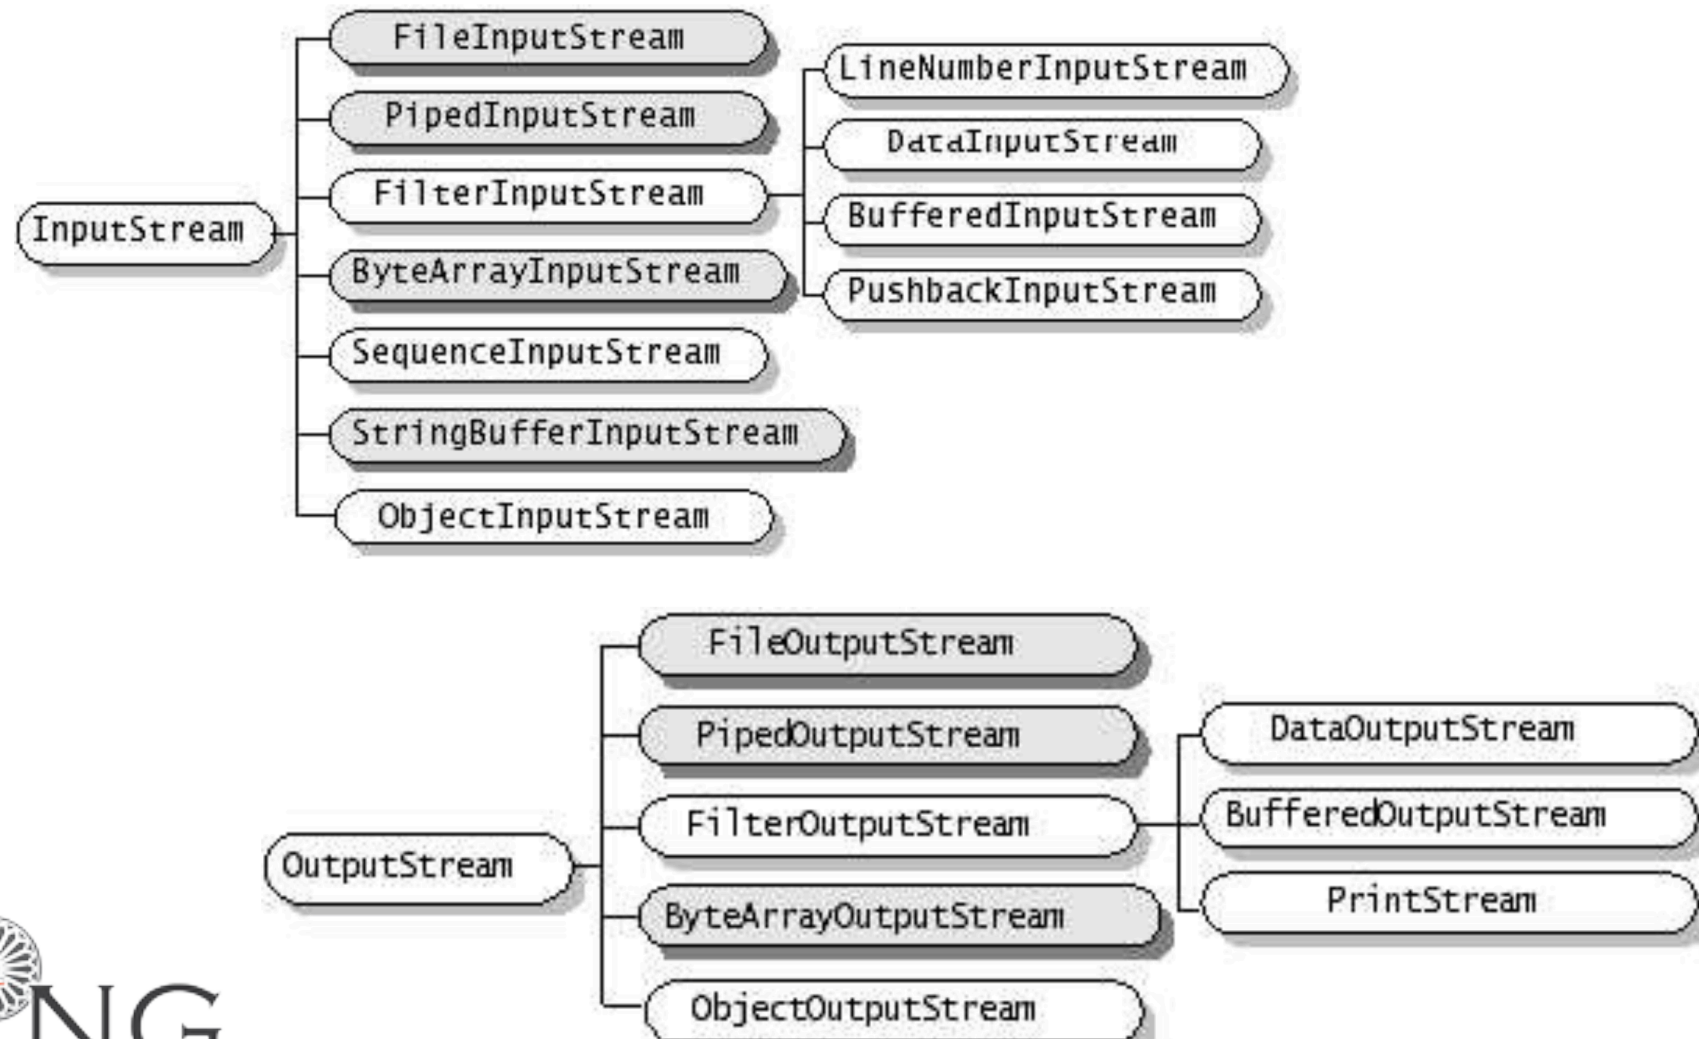 FileInputStream
PipedInputStream
FilterInputStream
InputStream
ByteArrayInputStream
SequenceInputStream
StringBufferInputStream
ObjectInputStream
LineNumberInputStream
DataInputStream
BufferedInputStream
PushbackInputStream
FileOutputStream
PipedOutputStream
FilterOutputStream
OutputStream
ByteArrayOutputStream
ObjectOutputStream
DataOutputStream
BufferedOutputStream
PrintStream
NG